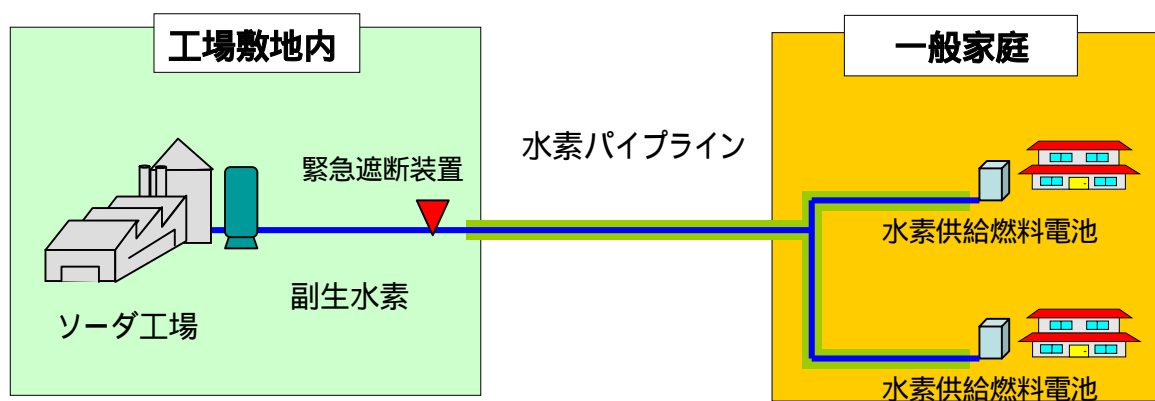 工場敷地内
一般家庭
水素パイプライン
緊急遮断装置
水素供給燃料電池
副生水素
ソーダ工場
水素供給燃料電池